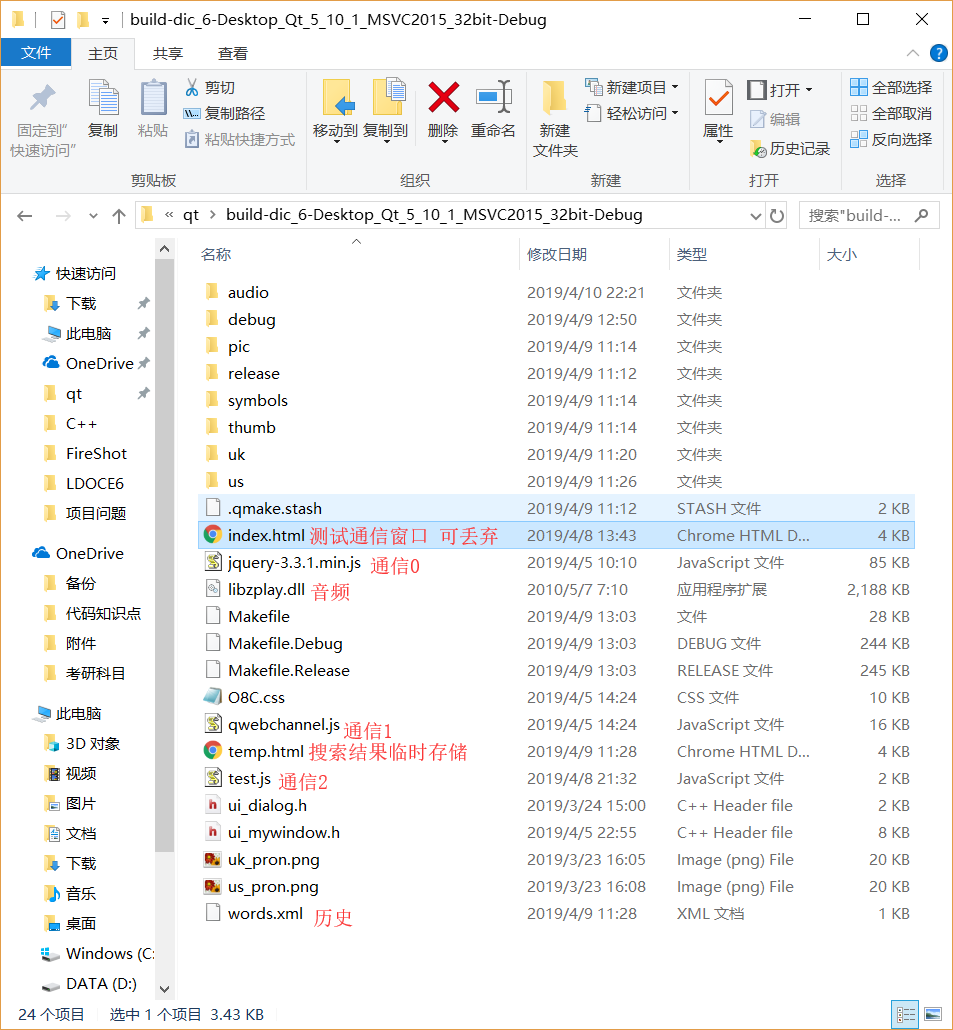 build-dic_6-Desktop_Qt_5_10_1_MSVC2015_32bit-Debug
文件 主页 共享 查看
固定到"快速访问"
复制
粘贴
剪切
复制路径
粘贴快捷方式
剪贴板
移动到 复制到 删除 重命名
组织
新建文件夹
新建项目
轻松访问
新建
属性
打开
编辑
历史记录
打开
全部选择
全部取消
反向选择
选择
« qt > build-dic_6-Desktop_Qt_5_10_1_MSVC2015_32bit-Debug
搜索"build-...
快速访问
下载
此电脑
OneDrive
qt
C++
FireShot
LDOCE6
项目问题
OneDrive
备份
代码知识点
附件
考研科目
此电脑
3D 对象
视频
图片
文档
下载
音乐
桌面
Windows (C:
DATA (D:)
名称 修改日期 类型 大小
audio 2019/4/10 22:21 文件夹
debug 2019/4/9 12:50 文件夹
pic 2019/4/9 11:14 文件夹
release 2019/4/9 11:12 文件夹
symbols 2019/4/9 11:14 文件夹
thumb 2019/4/9 11:14 文件夹
uk 2019/4/9 11:20 文件夹
us 2019/4/9 11:26 文件夹
.qmake.stash 2019/4/9 11:12 STASH 文件 2 KB
index.html 测试通信窗口 可丢弃 2019/4/8 13:43 Chrome HTML D... 4 KB
jquery-3.3.1.min.js 通信0 2019/4/5 10:10 JavaScript 文件 85 KB
libzplay.dll 音频 2010/5/7 7:10 应用程序扩展 2,188 KB
Makefile 2019/4/9 13:03 文件 28 KB
Makefile.Debug 2019/4/9 13:03 DEBUG 文件 244 KB
Makefile.Release 2019/4/9 13:03 RELEASE 文件 245 KB
O8C.css 2019/4/5 14:24 CSS 文件 10 KB
qwebchannel.js 通信1 2019/4/5 14:24 JavaScript 文件 16 KB
temp.html 搜索结果临时存储 2019/4/9 11:28 Chrome HTML D... 4 KB
test.js 通信2 2019/4/8 21:32 JavaScript 文件 2 KB
ui_dialog.h 2019/3/24 15:00 C++ Header file 2 KB
ui_mywindow.h 2019/4/5 22:55 C++ Header file 8 KB
uk_pron.png 2019/3/23 16:05 Image (png) File 20 KB
us_pron.png 2019/3/23 16:08 Image (png) File 20 KB
words.xml 历史 2019/4/9 11:28 XML 文档 1 KB
24 个项目 选中 1 个项目 3.43 KB